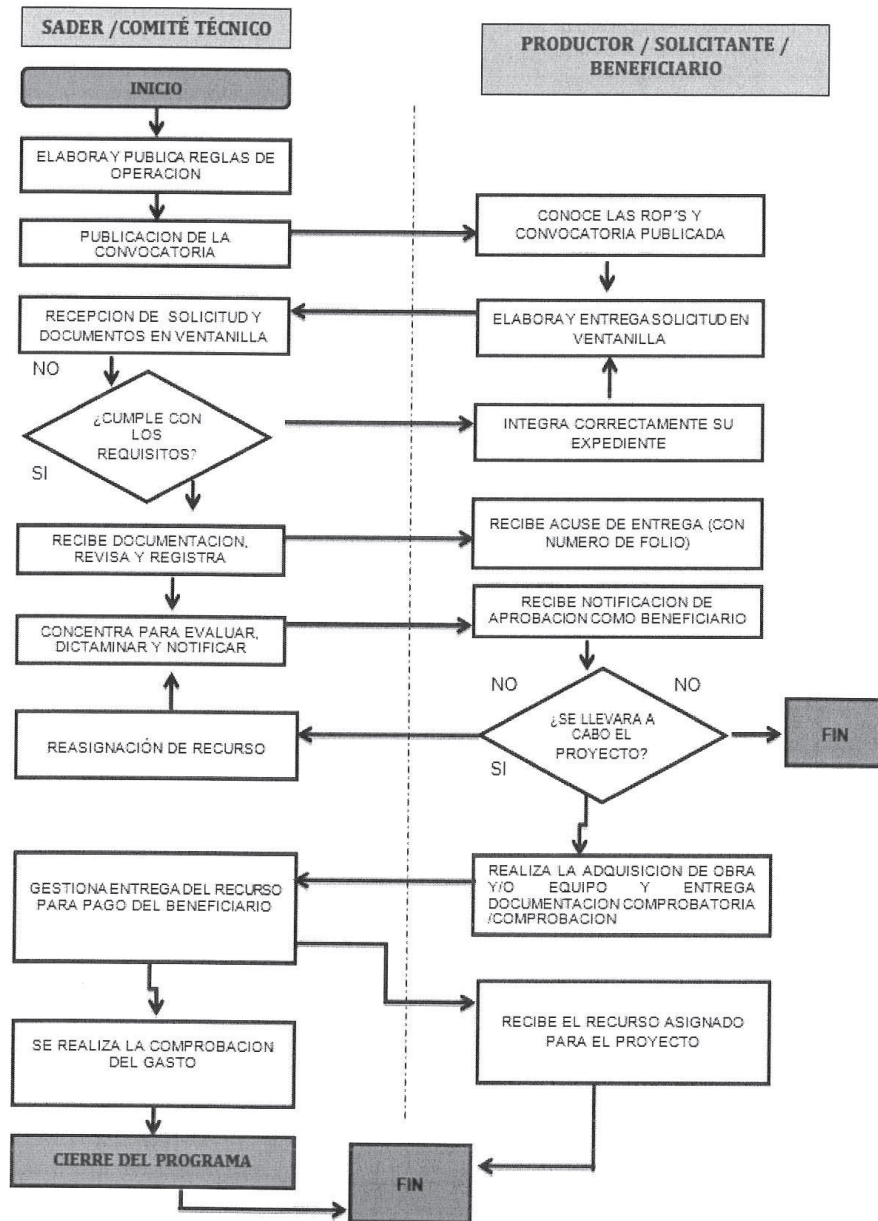 SADER /COMITÉ TÉCNICO
PRODUCTOR / SOLICITANTE /
BENEFICIARIO
INICIO
ELABORA Y PUBLICA REGLAS DE
OPERACION
PUBLICACION DE LA
CONVOCATORIA
CONOCE LAS ROP´S Y
CONVOCATORIA PUBLICADA
RECEPCION DE SOLICITUD Y
DOCUMENTOS EN VENTANILLA
ELABORA Y ENTREGA SOLICITUD EN
VENTANILLA
NO
¿CUMPLE CON
LOS
REQUISITOS?
SI
INTEGRA CORRECTAMENTE SU
EXPEDIENTE
RECIBE DOCUMENTACION,
REVISA Y REGISTRA
RECIBE ACUSE DE ENTREGA (CON
NUMERO DE FOLIO)
CONCENTRA PARA EVALUAR,
DICTAMINAR Y NOTIFICAR
RECIBE NOTIFICACION DE
APROBACION COMO BENEFICIARIO
NO
NO
¿SE LLEVARA A
CABO EL
PROYECTO?
SI
FIN
REASIGNACIÓN DE RECURSO
REALIZA LA ADQUISICION DE OBRA
Y/O EQUIPO Y ENTREGA
DOCUMENTACION COMPROBATORIA
/COMPROBACION
GESTIONA ENTREGA DEL RECURSO
PARA PAGO DEL BENEFICIARIO
RECIBE EL RECURSO ASIGNADO
PARA EL PROYECTO
SE REALIZA LA COMPROBACION
DEL GASTO
CIERRE DEL PROGRAMA
FIN